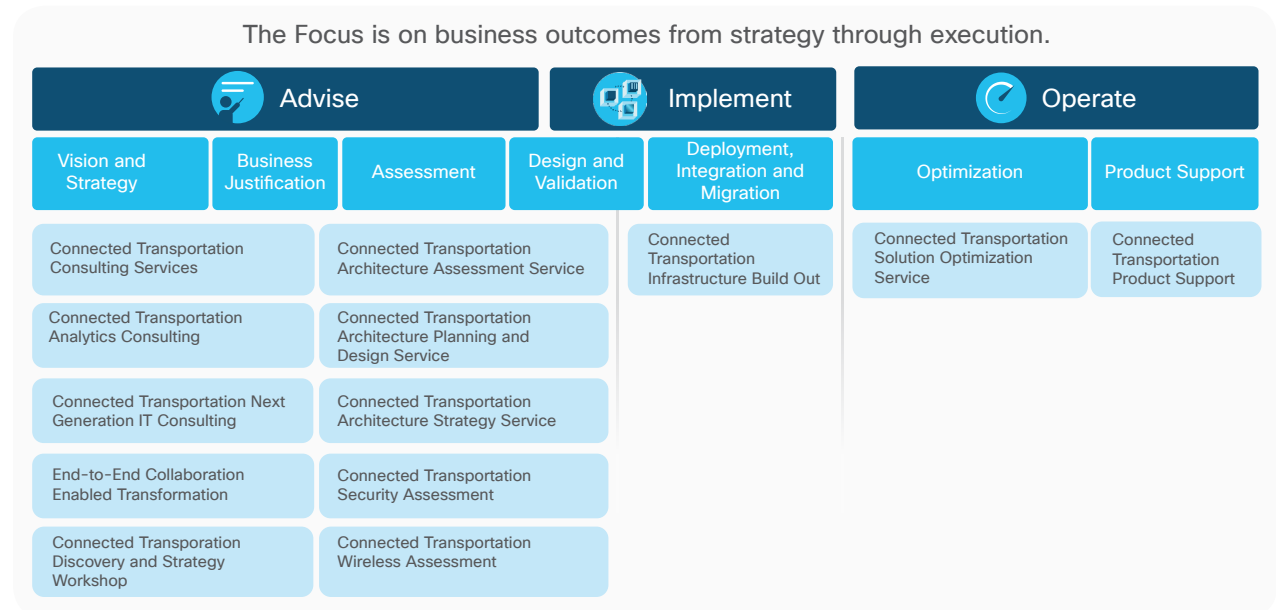 The Focus is on business outcomes from strategy through execution.
Advise
Implement
Operate
Vision and
Strategy
Business
Justification
Assessment
Design and
Validation
Deployment,
Integration and
Migration
Optimization
Product Support
Connected Transportation
Consulting Services
Connected Transportation
Architecture Assessment Service
Connected
Transportation
Infrastructure Build Out
Connected Transportation
Solution Optimization
Service
Connected
Transportation
Product Support
Connected Transportation
Analytics Consulting
Connected Transportation
Architecture Planning and
Design Service
Connected Transportation Next
Generation IT Consulting
Connected Transportation
Architecture Strategy Service
End-to-End Collaboration
Enabled Transformation
Connected Transportation
Security Assessment
Connected Transporation
Discovery and Strategy
Workshop
Connected Transportation
Wireless Assessment